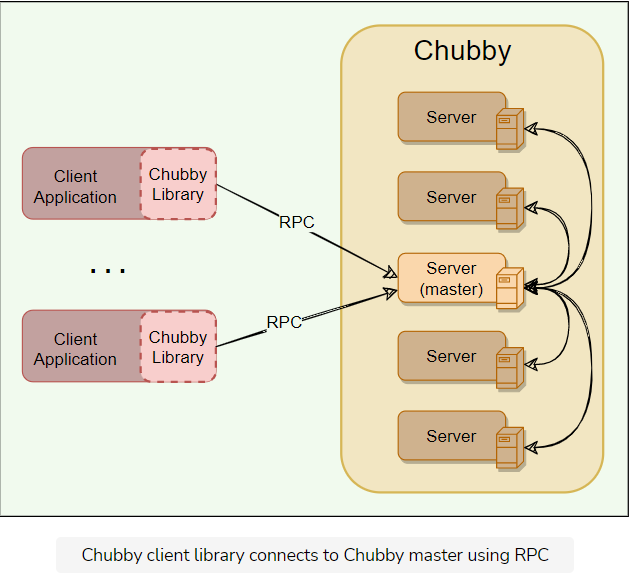 Chubby
Server
Server
Client
Application
Chubby
Library
RPC
Server
(master)
...
RPC
Client
Application
Chubby
Library
Server
Server
Chubby client library connects to Chubby master using RPC